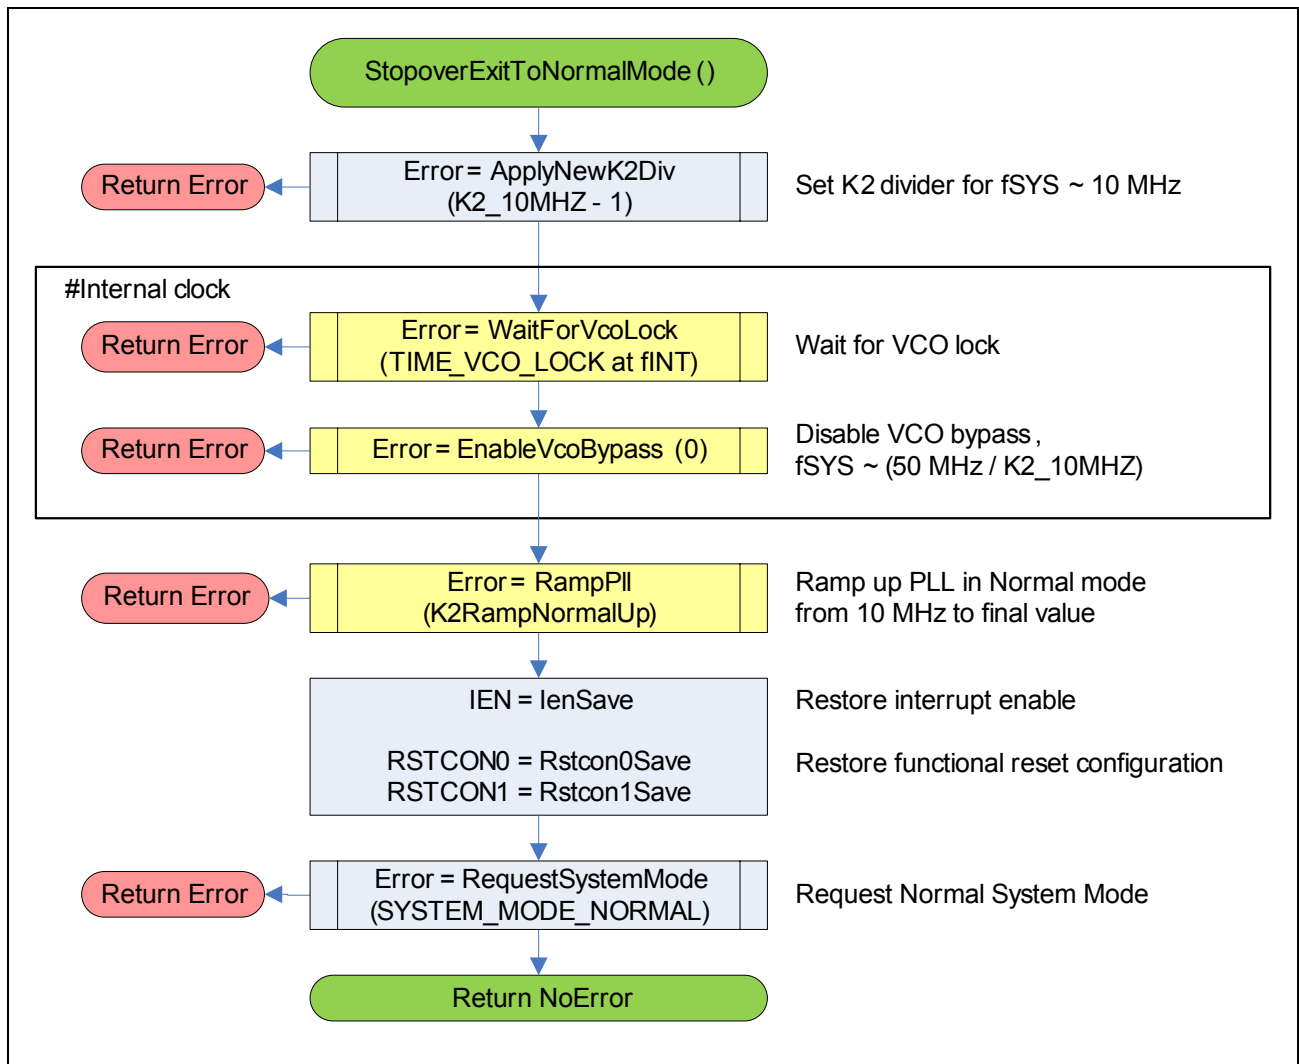 StopoverExitToNormalMode ()
Return Error
Error= ApplyNewK2Div
(K2_10MHZ - 1)
Set K2 divider for fSYS ~ 10 MHz
#Internal clock
Return Error
Error= WaitForVcoLock
(TIME_VCO_LOCK at fINT)
Wait for VCO lock
Return Error
Error= EnableVcoBypass (0)
Disable VCO bypass ,
fSYS ~ (50 MHz / K2_10MHZ)
Return Error
Error= RampPll
(K2RampNormalUp)
Ramp up PLL in Normal mode
from 10 MHz to final value
IEN = IenSave
Restore interrupt enable
RSTCON0 = Rstcon0Save
RSTCON1 = Rstcon1Save
Restore functional reset configuration
Return Error
Error = RequestSystemMode
(SYSTEM_MODE_NORMAL)
Request Normal System Mode
Return NoError